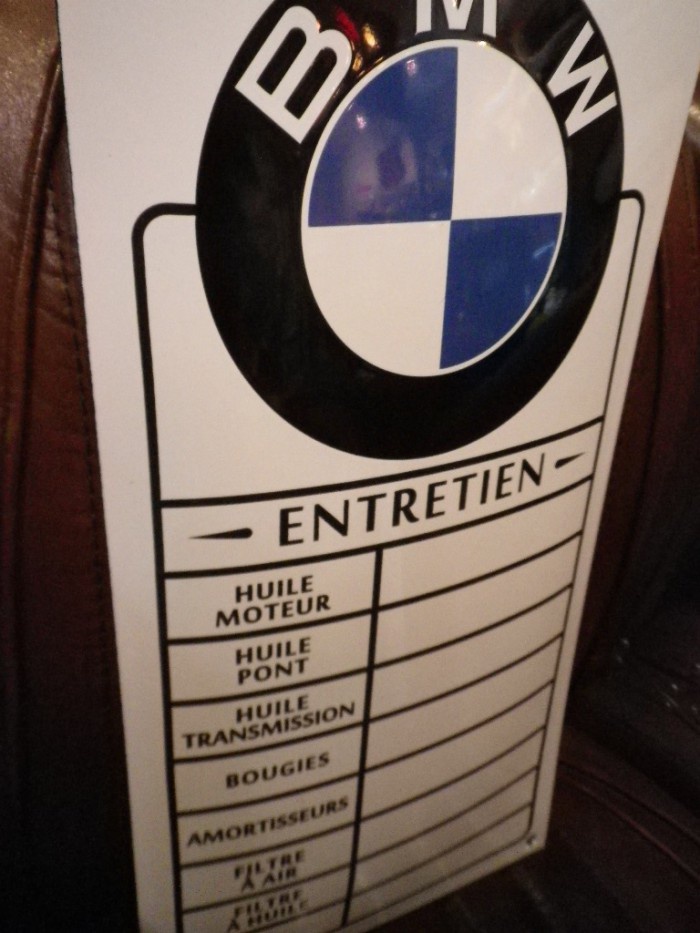 BMW
ENTRETIEN
HUILE
MOTEUR
HUILE
PONT
HUILE
TRANSMISSION
BOUGIES
AMORTISSEURS
FILTRE
À AIR
FILTRE
À HUILE